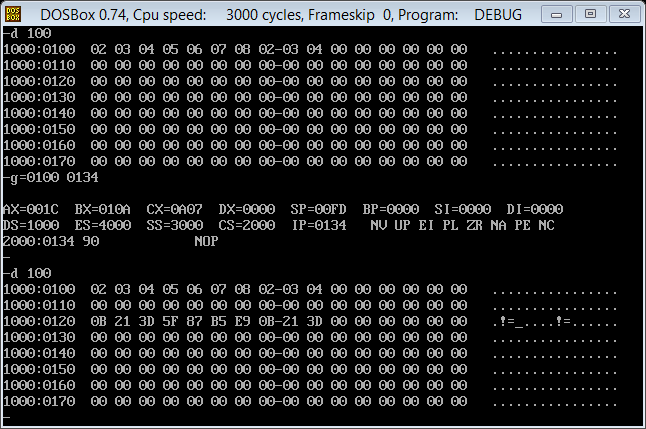 DOS BOX DOSBox 0.74, Cpu speed: 3000 cycles, Frameskip 0, Program: DEBUG
-d 100
1000:0100 02 03 04 05 06 07 08 02-03 04 00 00 00 00 00 00 ................
1000:0110 00 00 00 00 00 00 00 00-00 00 00 00 00 00 00 00 ................
1000:0120 00 00 00 00 00 00 00 00-00 00 00 00 00 00 00 00 ................
1000:0130 00 00 00 00 00 00 00 00-00 00 00 00 00 00 00 00 ................
1000:0140 00 00 00 00 00 00 00 00-00 00 00 00 00 00 00 00 ................
1000:0150 00 00 00 00 00 00 00 00-00 00 00 00 00 00 00 00 ................
1000:0160 00 00 00 00 00 00 00 00-00 00 00 00 00 00 00 00 ................
1000:0170 00 00 00 00 00 00 00 00-00 00 00 00 00 00 00 00 ................
-g=0100 0134
AX=001C BX=010A CX=0A07 DX=0000 SP=00FD BP=0000 SI=0000 DI=0000
DS=1000 ES=4000 SS=3000 CS=2000 IP=0134 NV UP EI PL ZR NA PE NC
2000:0134 90 NOP
-
-d 100
1000:0100 02 03 04 05 06 07 08 02-03 04 00 00 00 00 00 00 ................
1000:0110 00 00 00 00 00 00 00 00-00 00 00 00 00 00 00 00 ................
1000:0120 0B 21 3D 5F 87 B5 E9 0B-21 3D 00 00 00 00 00 00 .!=_....!=......
1000:0130 00 00 00 00 00 00 00 00-00 00 00 00 00 00 00 00 ................
1000:0140 00 00 00 00 00 00 00 00-00 00 00 00 00 00 00 00 ................
1000:0150 00 00 00 00 00 00 00 00-00 00 00 00 00 00 00 00 ................
1000:0160 00 00 00 00 00 00 00 00-00 00 00 00 00 00 00 00 ................
1000:0170 00 00 00 00 00 00 00 00-00 00 00 00 00 00 00 00 ................
-